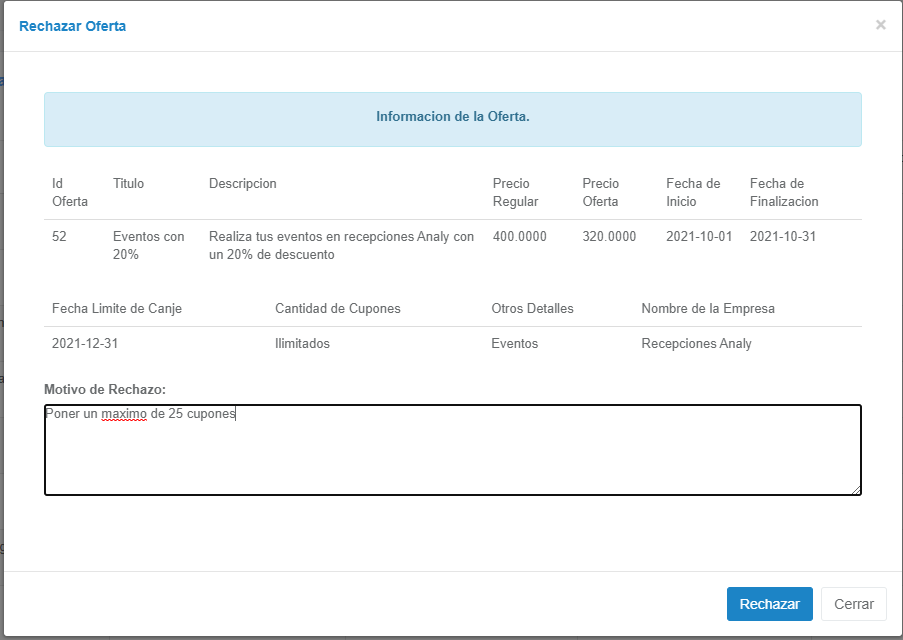 Rechazar Oferta ×
Informacion de la Oferta.
Id Oferta Titulo Descripcion Precio Regular Precio Oferta Fecha de Inicio Fecha de Finalizacion
52 Eventos con 20% Realiza tus eventos en recepciones Analy con un 20% de descuento 400.0000 320.0000 2021-10-01 2021-10-31
Fecha Limite de Canje Cantidad de Cupones Otros Detalles Nombre de la Empresa
2021-12-31 Ilimitados Eventos Recepciones Analy
Motivo de Rechazo:
Poner un maximo de 25 cupones
Rechazar Cerrar